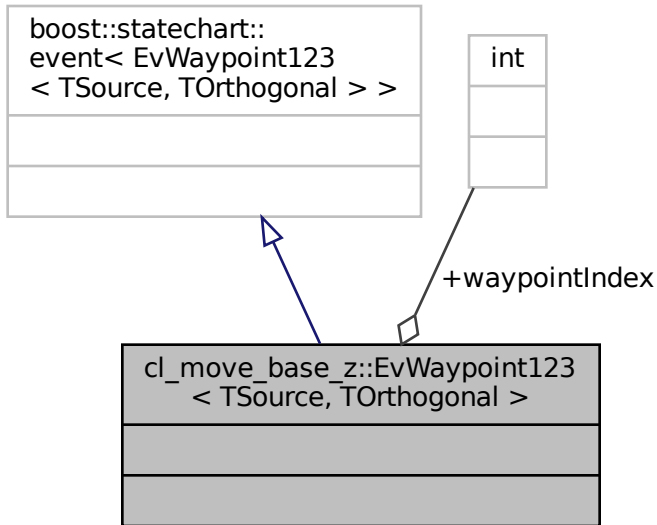 boost::statechart::
event< EvWaypoint123
< TSource, TOrthogonal > >
int
+waypointIndex
cl_move_base_z::EvWaypoint123
< TSource, TOrthogonal >